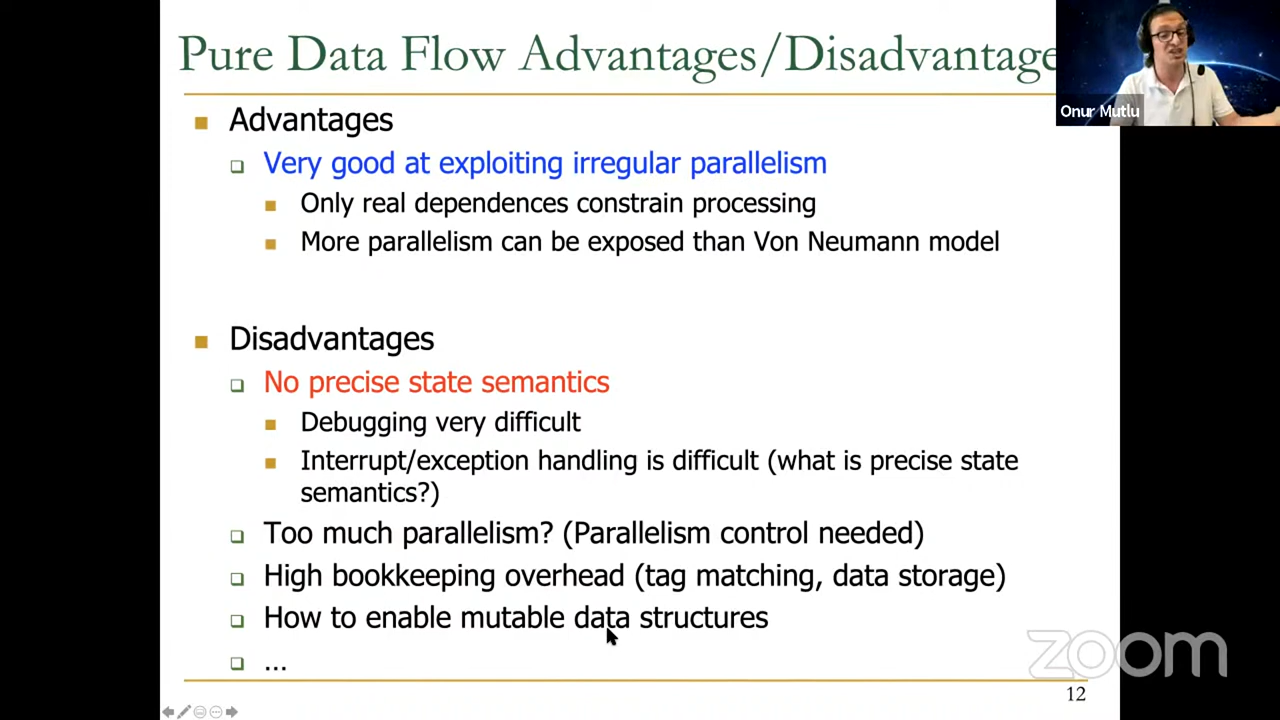 Pure Data Flow Advantages/Disadvantage
Onur Mutlu
Advantages
Very good at exploiting irregular parallelism
Only real dependences constrain processing
More parallelism can be exposed than Von Neumann model
Disadvantages
No precise state semantics
Debugging very difficult
Interrupt/exception handling is difficult (what is precise state
semantics?)
Too much parallelism? (Parallelism control needed)
High bookkeeping overhead (tag matching, data storage)
How to enable mutable data structures
...
zoom
12